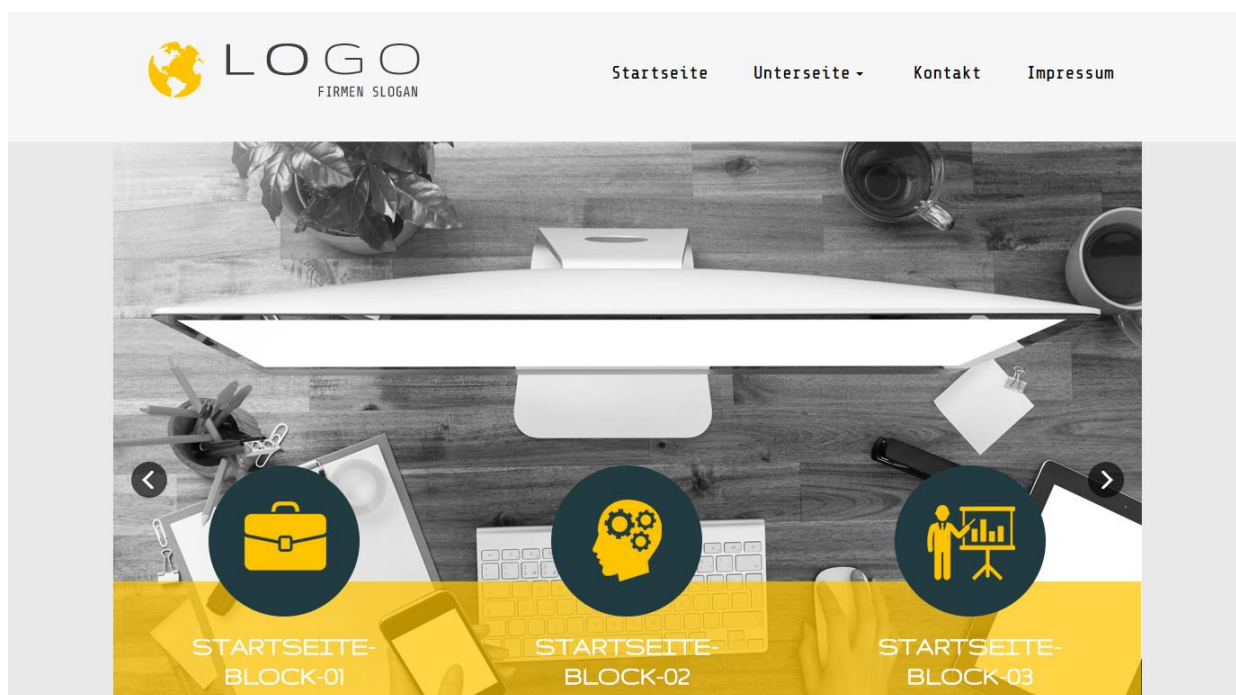 LOGO
FIRMEN SLOGAN
Startseite Unterseite Kontakt Impressum
STARTSEITE-
BLOCK-01
STARTSEITE-
BLOCK-02
STARTSEITE-
BLOCK-03